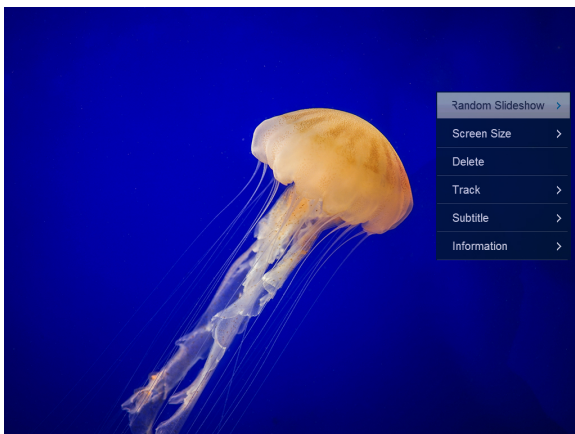 Random Slideshow >
Screen Size >
Delete
Track >
Subtitle >
Information >